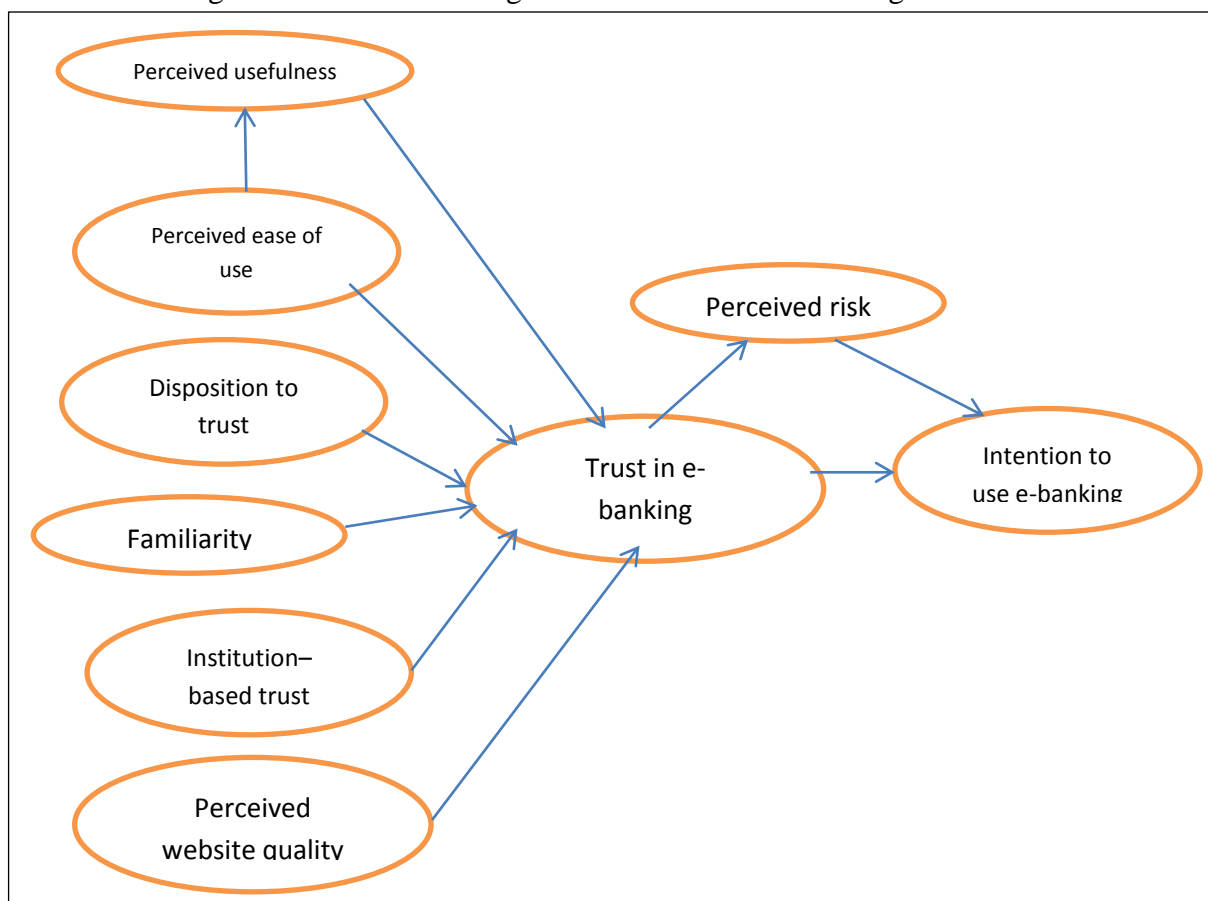 Perceived usefulness
Perceived ease of
use
Perceived risk
Disposition to
trust
Trust in e-
banking
Intention to
use e-banking
Familiarity
Institution–
based trust
Perceived
website quality